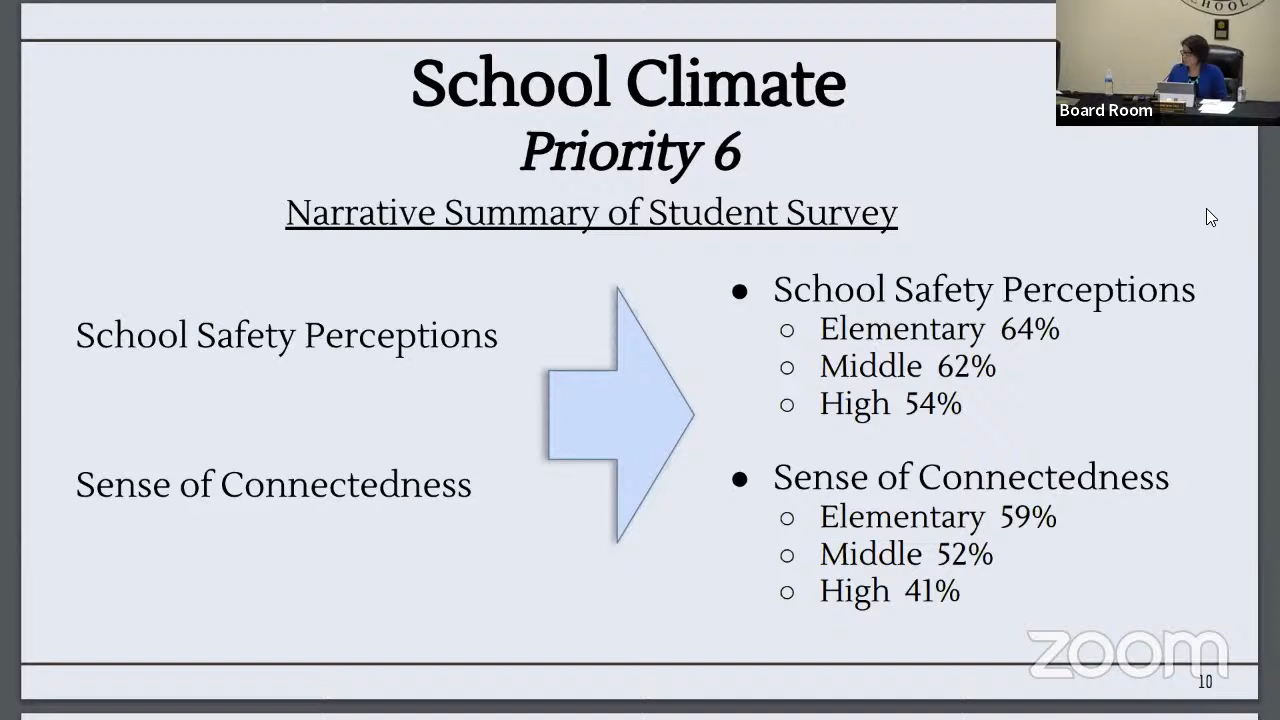 SCHOOL
Board Room
School Climate
Priority 6
Narrative Summary of Student Survey
School Safety Perceptions
Sense of Connectedness
● School Safety Perceptions
○ Elementary 64%
○ Middle 62%
○ High 54%
● Sense of Connectedness
○ Elementary 59%
○ Middle 52%
○ High 41%
zoom
10